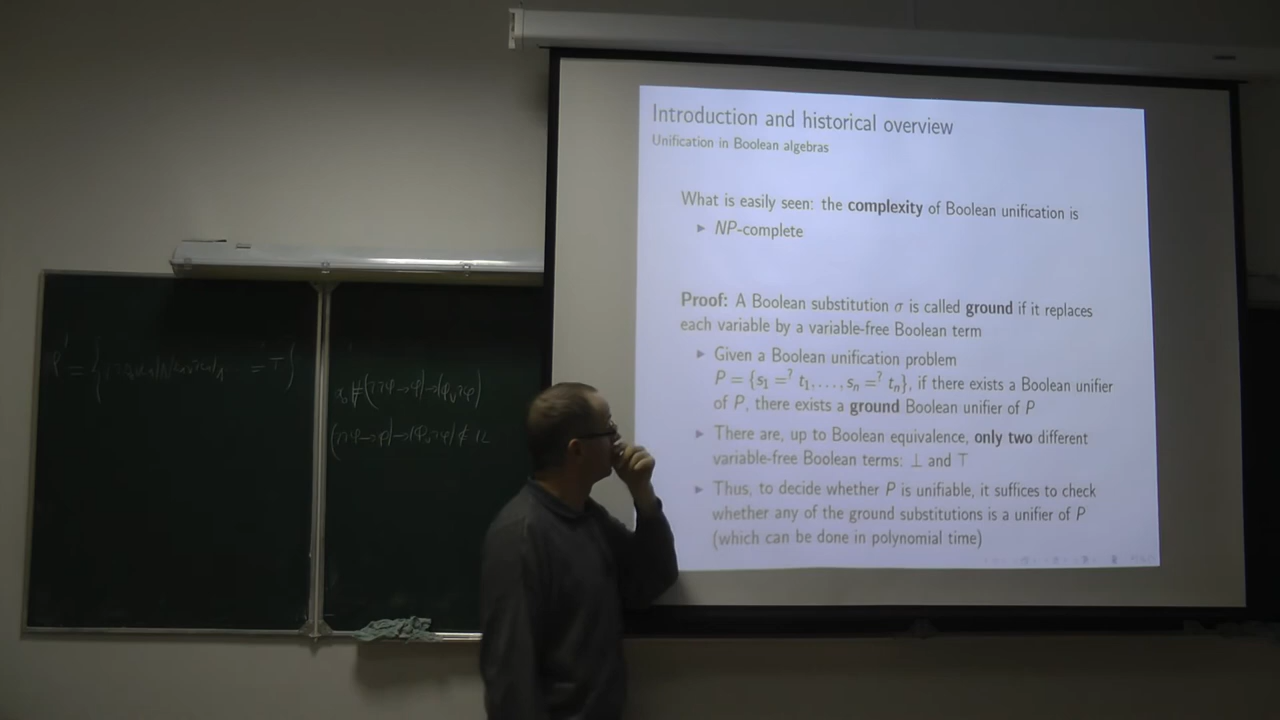 Introduction and historical overview
Unification in Boolean algebras
What is easily seen: the complexity of Boolean unification is
▶ NP-complete
Proof: A Boolean substitution σ is called ground if it replaces
each variable by a variable-free Boolean term
▶ Given a Boolean unification problem
P = {s₁ =? t₁, . . . , sₙ =? tₙ}, if there exists a Boolean unifier
of P, there exists a ground Boolean unifier of P
▶ There are, up to Boolean equivalence, only two different
variable-free Boolean terms: ⊥ and ⊤
▶ Thus, to decide whether P is unifiable, it suffices to check
whether any of the ground substitutions is a unifier of P
(which can be done in polynomial time)